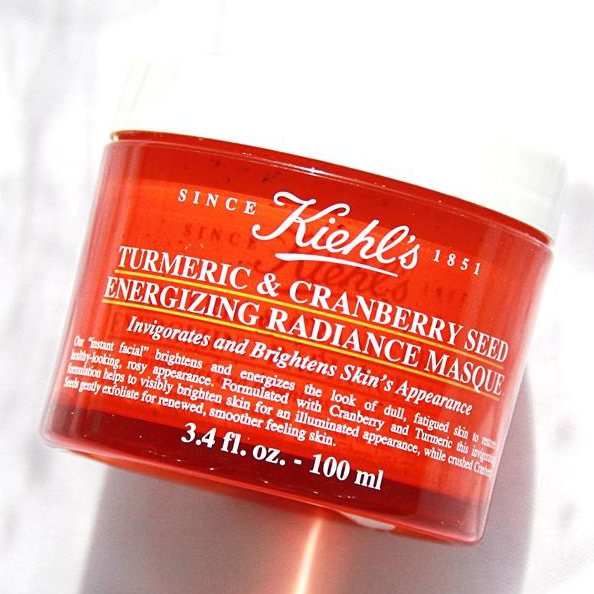 SINCE Kiehl's 1851
TURMERIC & CRANBERRY SEED
ENERGIZING RADIANCE MASQUE
Invigorates and Brightens Skin's Appearance
Our "instant facial" brightens and energizes the look of dull, fatigued skin to
healthy-looking, rosy appearance. Formulated with Cranberry and Turmeric this
formulation helps to visibly brighten skin for an illuminated appearance, while crushed
Seeds gently exfoliate for renewed, smoother feeling skin.
3.4 fl. oz. - 100 ml